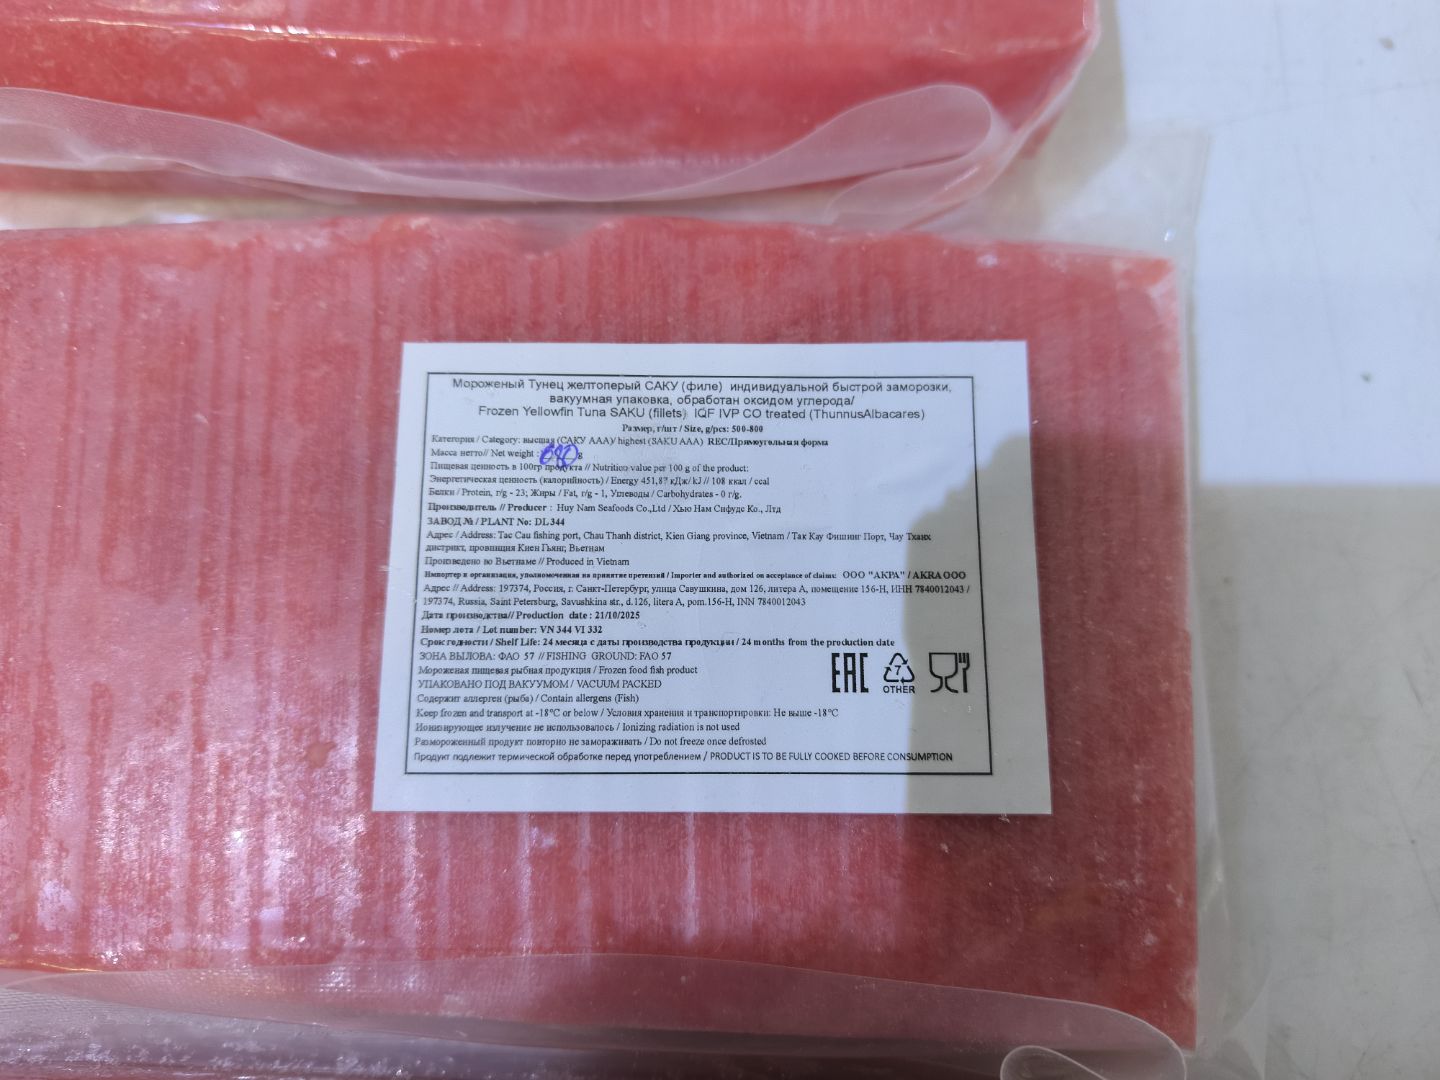 Мороженый Тунец желтоперый САКУ (филе) индивидуальной быстрой заморозки,
вакуумная упаковка, обработан оксидом углерода/
Frozen Yellowfin Tuna SAKU (fillets) IQF IVP CO treated (ThunnusAlbacares)
Размер, г/шт / Size, g/pcs: 500-800
Категория / Category: высшая (САКУ ААА)/ highest (SAKU AAA) REC/Прямоугольная форма
Масса нетто// Net weight : g
Пищевая ценность в 100гр продукта // Nutrition value per 100 g of the product:
Энергетическая ценность (калорийность) / Energy 451,87 кДж/ kJ // 108 ккал / ccal
Белки / Protein, г/g - 23; Жиры / Fat, г/g - 1, Углеводы / Carbohydrates - 0 г/g.
Производитель // Producer : Huy Nam Seafoods Co.,Ltd / Хью Нам Сифудс Ко., Лтд
ЗАВОД № / PLANT No: DL 344
Адрес / Address: Tac Cau fishing port, Chau Thanh district, Kien Giang province, Vietnam / Так Кау Фишинг Порт, Чау Тханх
дистрикт, провинция Киен Гьянг, Вьетнам
Произведено во Вьетнаме // Produced in Vietnam
Импортер и организация, уполномоченная на принятие претензий / Importer and authorized on acceptance of claims: ООО "АКРА" / AKRA OOO
Адрес // Address: 197374, Россия, г. Санкт-Петербург, улица Савушкина, дом 126, литера А, помещение 156-Н, ИНН 7840012043 /
197374, Russia, Saint Petersburg, Savushkina str., d.126, litera A, pom.156-H, INN 7840012043
Дата производства// Production date : 21/10/2025
Номер лота / Lot number: VN 344 VI 332
Срок годности / Shelf Life: 24 месяца с даты производства продукции / 24 months from the production date
ЗОНА ВЫЛОВА: ФАО 57 // FISHING GROUND: FAO 57
Мороженая пищевая рыбная продукция / Frozen food fish product
УПАКОВАНО ПОД ВАКУУМОМ / VACUUM PACKED
Содержит аллерген (рыба) / Contain allergens (Fish)
Keep frozen and transport at -18°C or below / Условия хранения и транспортировки: Не выше -18°C
Ионизирующее излучение не использовалось / Ionizing radiation is not used
Размороженный продукт повторно не замораживать / Do not freeze once defrosted
Продукт подлежит термической обработке перед употреблением / PRODUCT IS TO BE FULLY COOKED BEFORE CONSUMPTION
EAC
7
OTHER